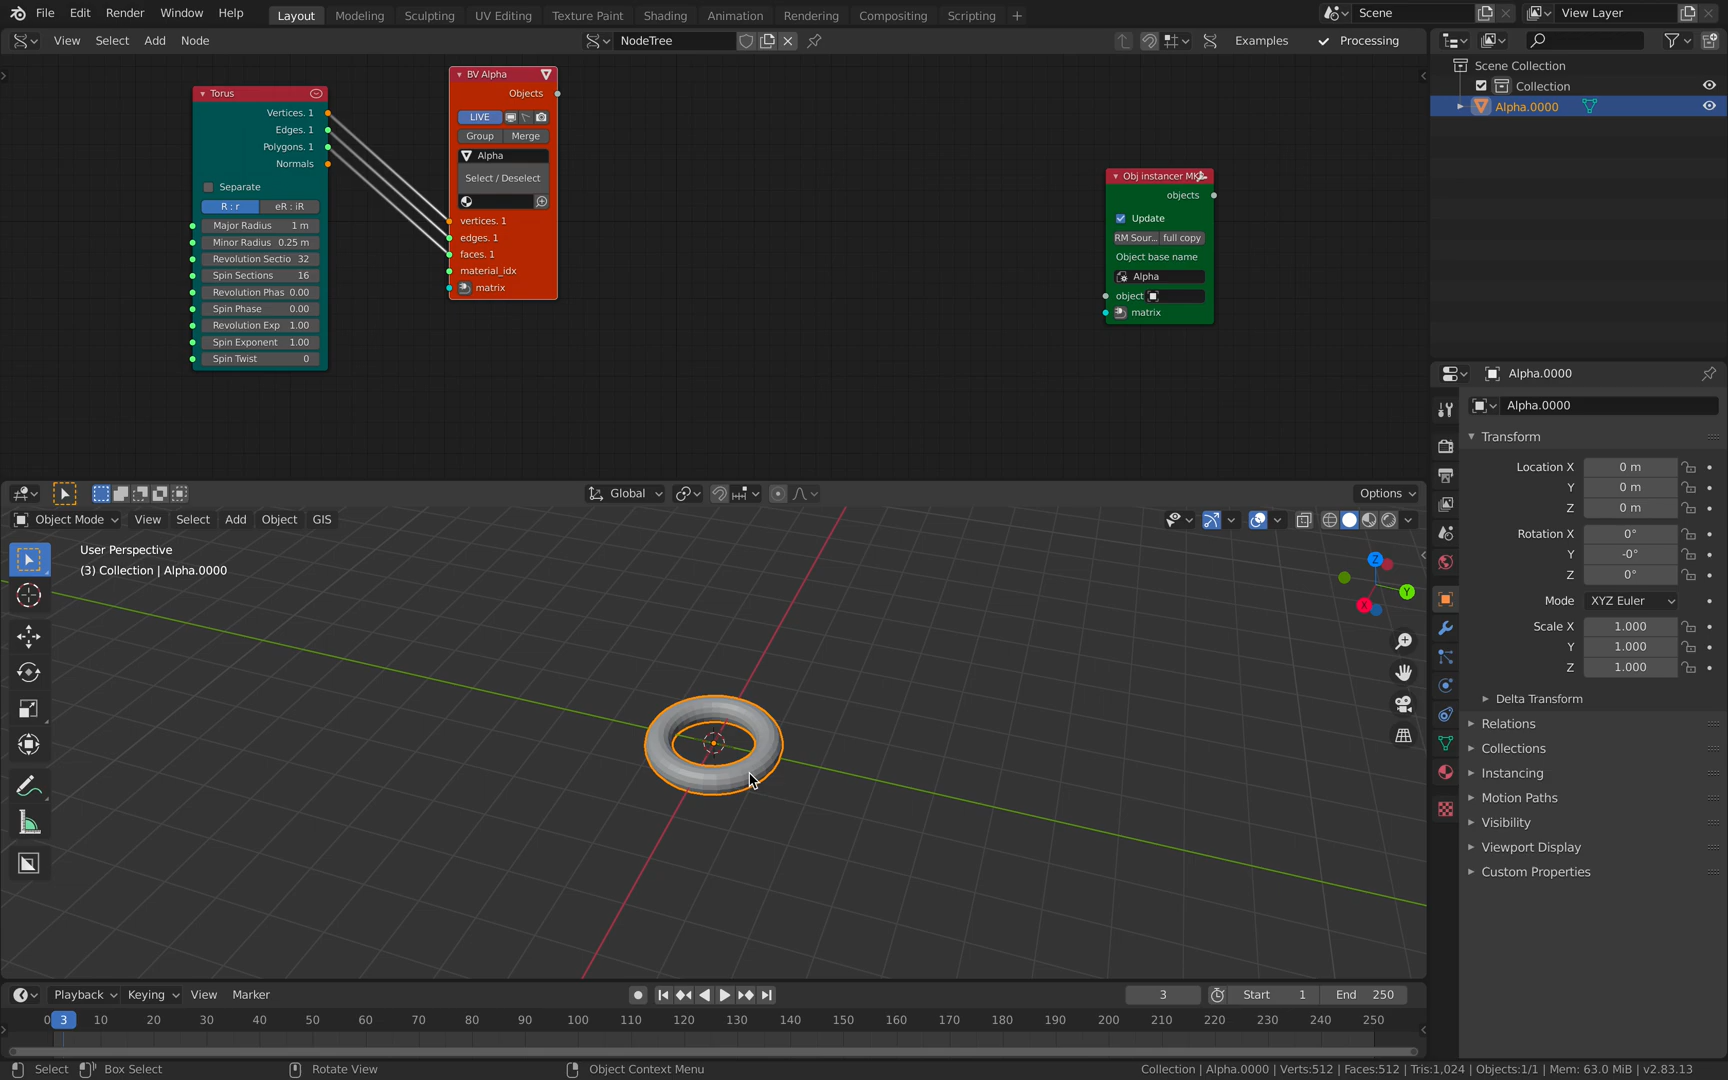 File Edit Render Window Help Layout Modeling Sculpting UV Editing Texture Paint Shading Animation Rendering Compositing Scripting + Scene View Layer
View Select Add Node NodeTree Examples Processing
Scene Collection
Collection
Alpha.0000
Torus
Vertices. 1
Edges. 1
Polygons. 1
Normals
Separate
R : r eR : iR
Major Radius 1 m
Minor Radius 0.25 m
Revolution Sectio 32
Spin Sections 16
Revolution Phas 0.00
Spin Phase 0.00
Revolution Exp 1.00
Spin Exponent 1.00
Spin Twist 0
BV Alpha
Objects
LIVE
Group Merge
Alpha
Select / Deselect
vertices. 1
edges. 1
faces. 1
material_idx
matrix
Obj instancer
objects
Update
RM Sour... full copy
Object base name
Alpha
object
matrix
Alpha.0000
Alpha.0000
Transform
Location X 0 m
Y 0 m
Z 0 m
Rotation X 0°
Y -0°
Z 0°
Mode XYZ Euler
Scale X 1.000
Y 1.000
Z 1.000
Delta Transform
Relations
Collections
Instancing
Motion Paths
Visibility
Viewport Display
Custom Properties
Global Options
Object Mode View Select Add Object GIS
User Perspective
(3) Collection | Alpha.0000
Z
Y
X
Playback Keying View Marker 3 Start 1 End 250
0 3 10 20 30 40 50 60 70 80 90 100 110 120 130 140 150 160 170 180 190 200 210 220 230 240 250
Select Box Select Rotate View Object Context Menu Collection | Alpha.0000 | Verts:512 | Faces:512 | Tris:1,024 | Objects:1/1 | Mem: 63.0 MiB | v2.83.13